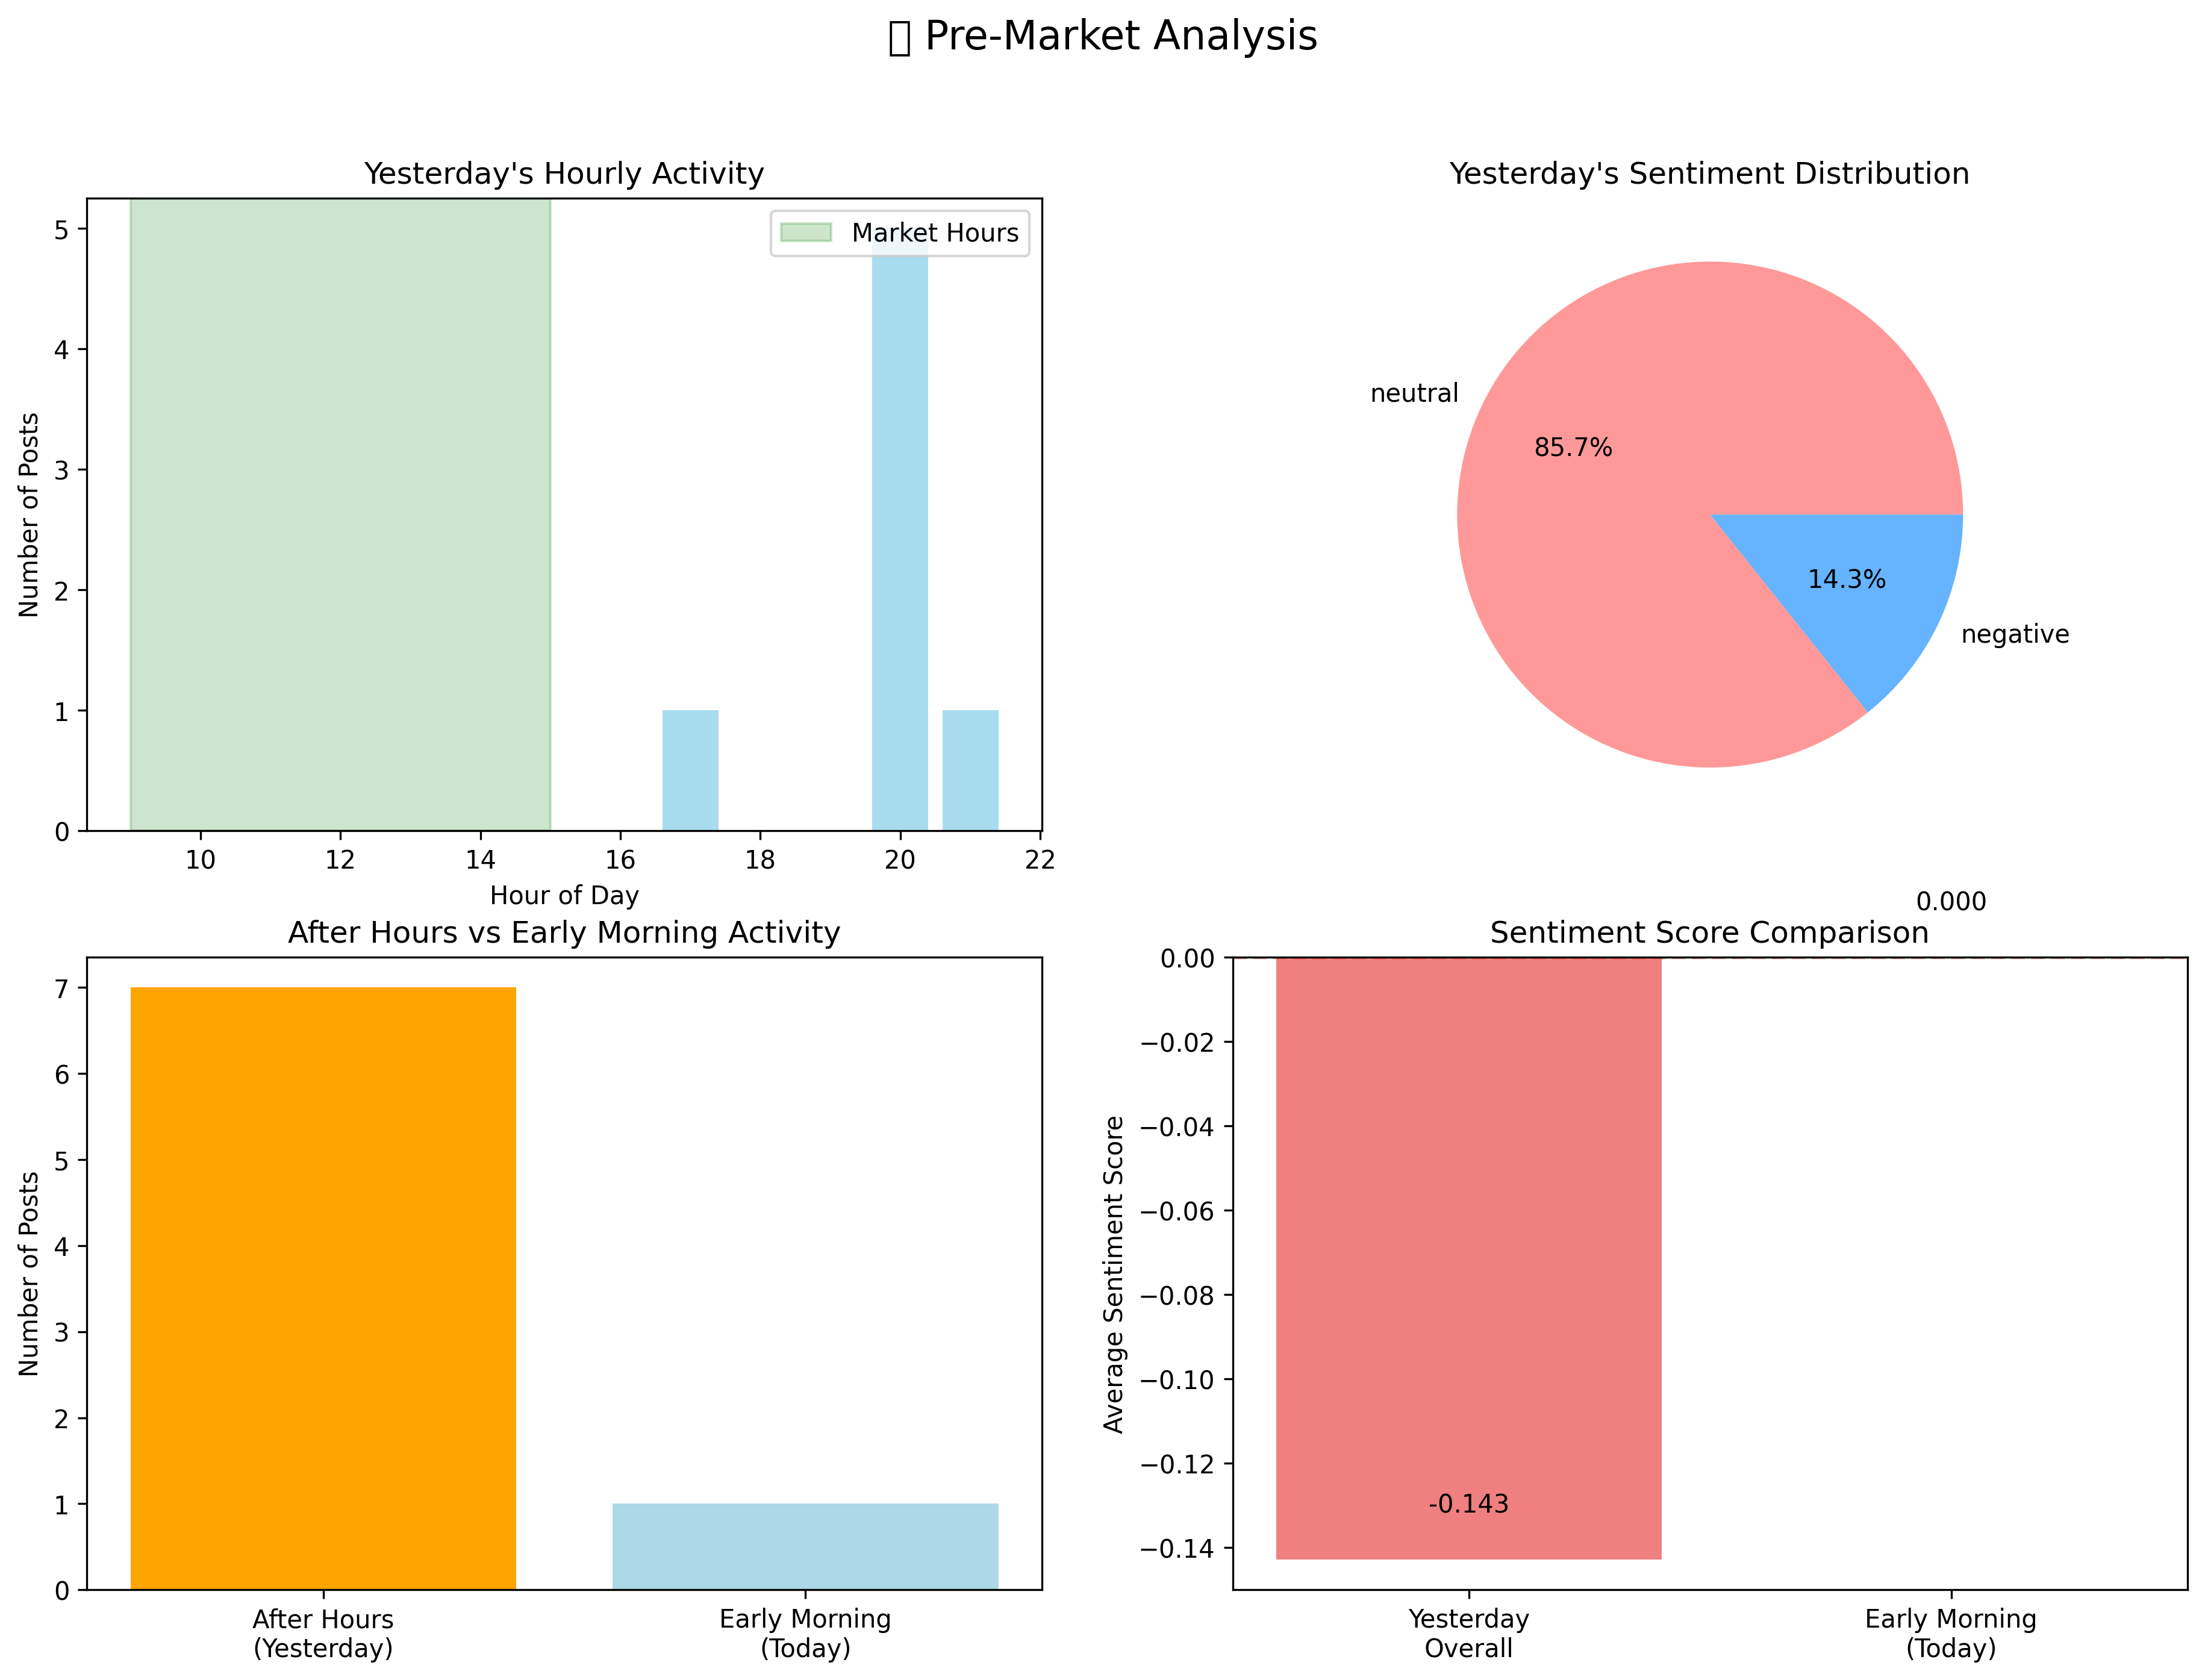 ▯ Pre-Market Analysis
Yesterday's Hourly Activity
Market Hours
Number of Posts
5
4
3
2
1
0
10 12 14 16 18 20 22
Hour of Day
Yesterday's Sentiment Distribution
neutral
85.7%
14.3%
negative
After Hours vs Early Morning Activity
Number of Posts
7
6
5
4
3
2
1
0
After Hours
(Yesterday)
Early Morning
(Today)
0.000
Sentiment Score Comparison
Average Sentiment Score
0.00
−0.02
−0.04
−0.06
−0.08
−0.10
−0.12
−0.14
-0.143
Yesterday
Overall
Early Morning
(Today)